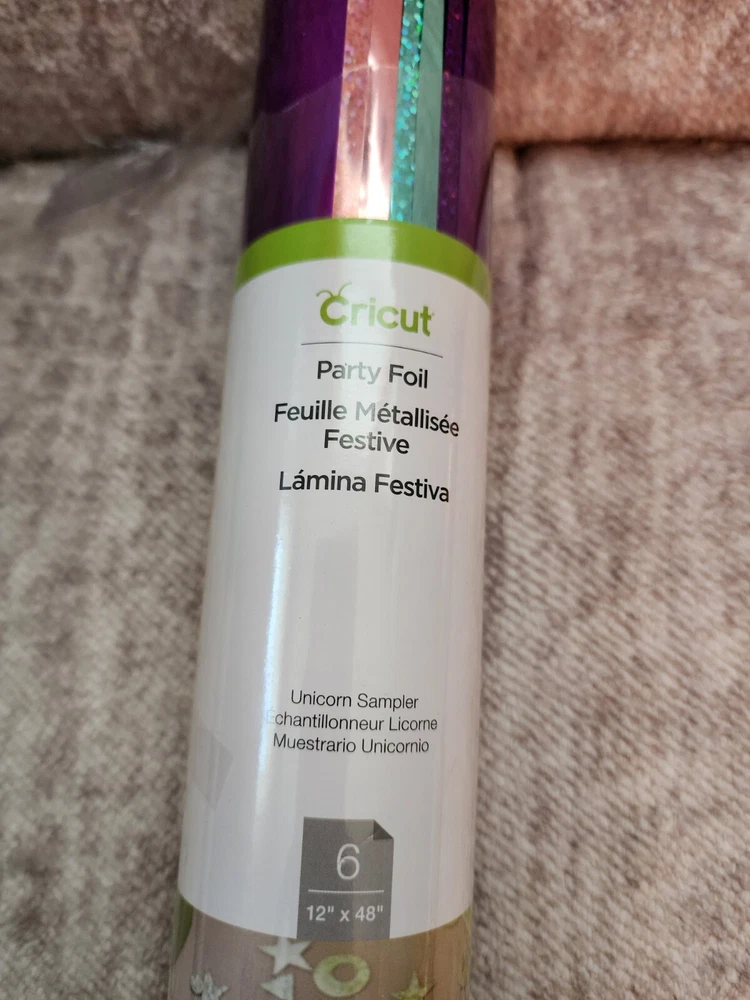 Cricut
Party Foil
Feuille Métallisée
Festive
Lámina Festiva
Unicorn Sampler
Échantillonneur Licorne
Muestrario Unicornio
6
12" x 48"